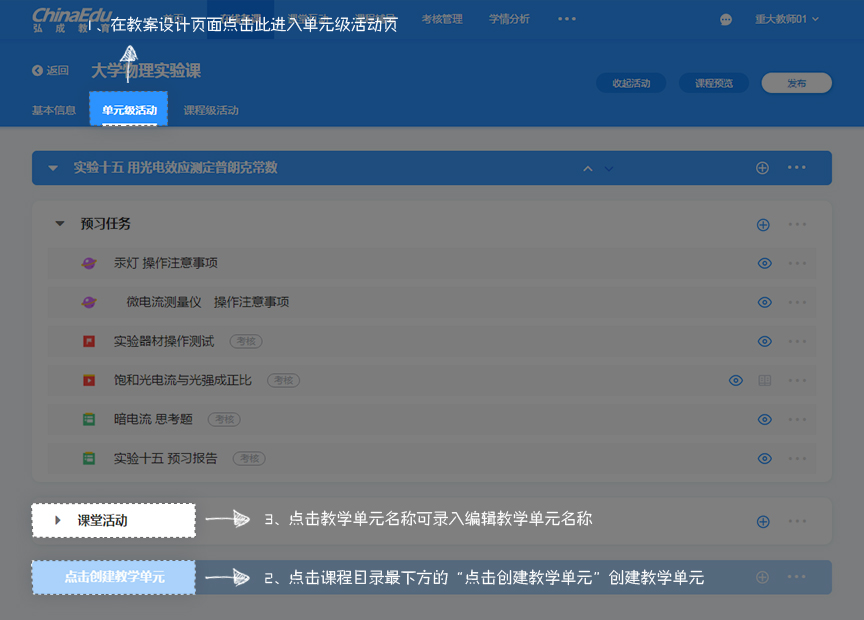 ChinaEdu
弘 成 教 育
1、在教案设计页面点击此进入单元级活动页
考核管理
学情分析
重大教师01
返回
大学物理实验课
收起活动
课程预览
发布
基本信息
单元级活动
课程级活动
实验十五 用光电效应测定普朗克常数
预习任务
汞灯 操作注意事项
微电流测量仪 操作注意事项
实验器材操作测试 考核
饱和光电流与光强成正比 考核
暗电流 思考题 考核
实验十五 预习报告 考核
课堂活动
3、点击教学单元名称可录入编辑教学单元名称
点击创建教学单元
2、点击课程目录最下方的“点击创建教学单元”创建教学单元